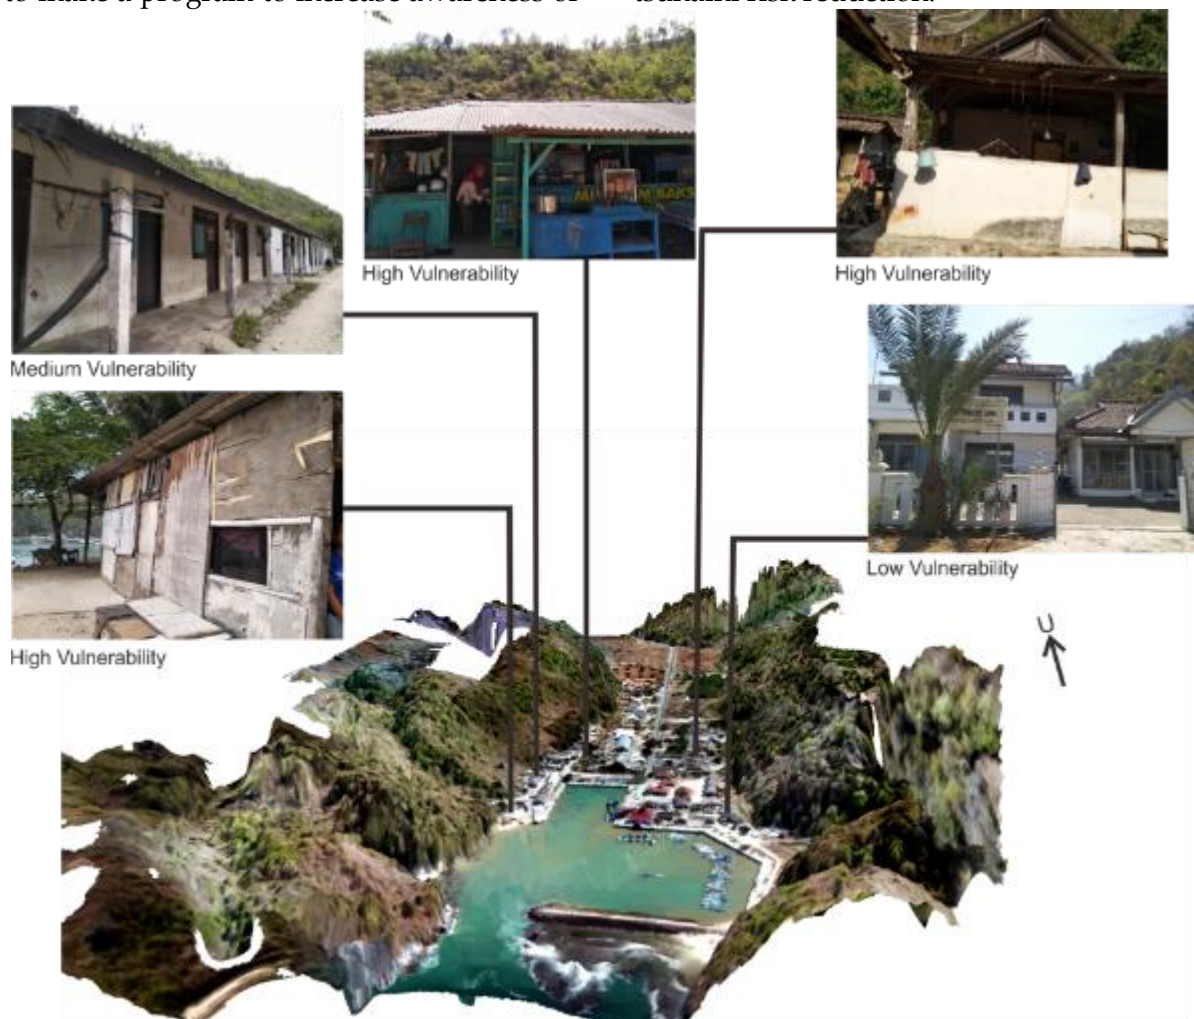 to make a program to increase awareness of
tsunami risk reduction.
High Vulnerability
High Vulnerability
Medium Vulnerability
Low Vulnerability
High Vulnerability
U